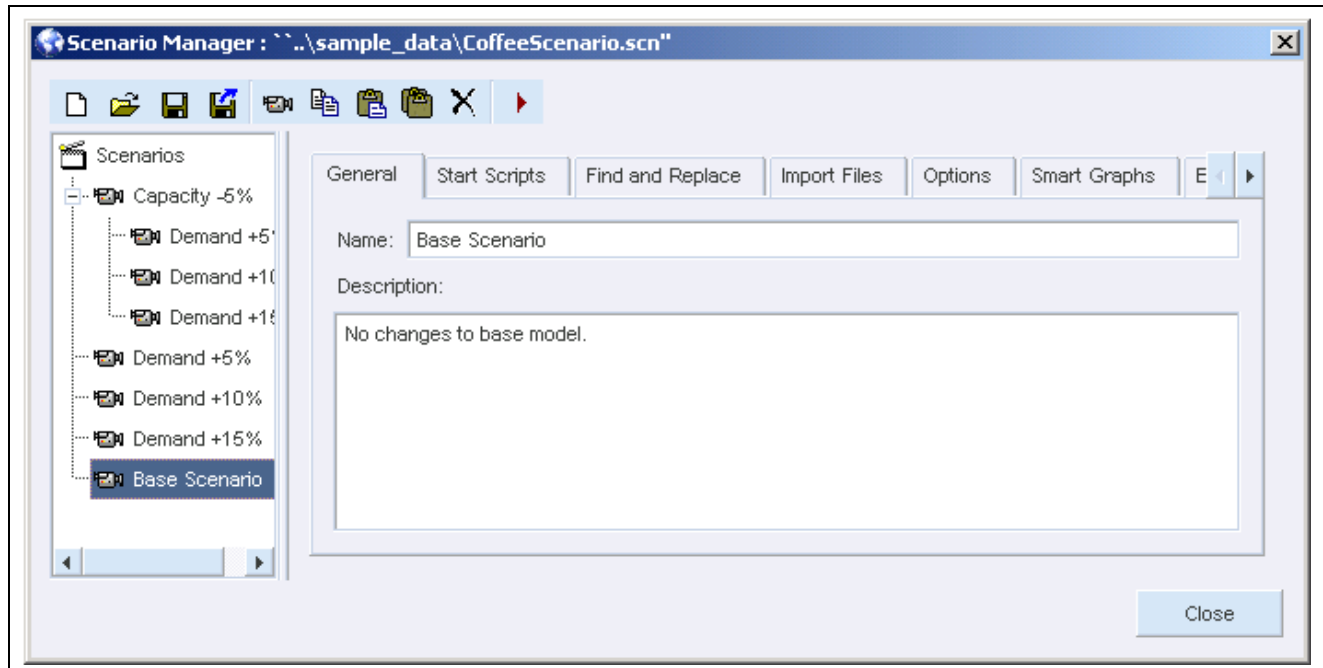 Scenario Manager : ``..\sample_data\CoffeeScenario.scn"
Scenarios
Capacity -5%
Demand +5
Demand +10
Demand +15
Demand +5%
Demand +10%
Demand +15%
Base Scenario
General Start Scripts Find and Replace Import Files Options Smart Graphs E
Name: Base Scenario
Description:
No changes to base model.
Close